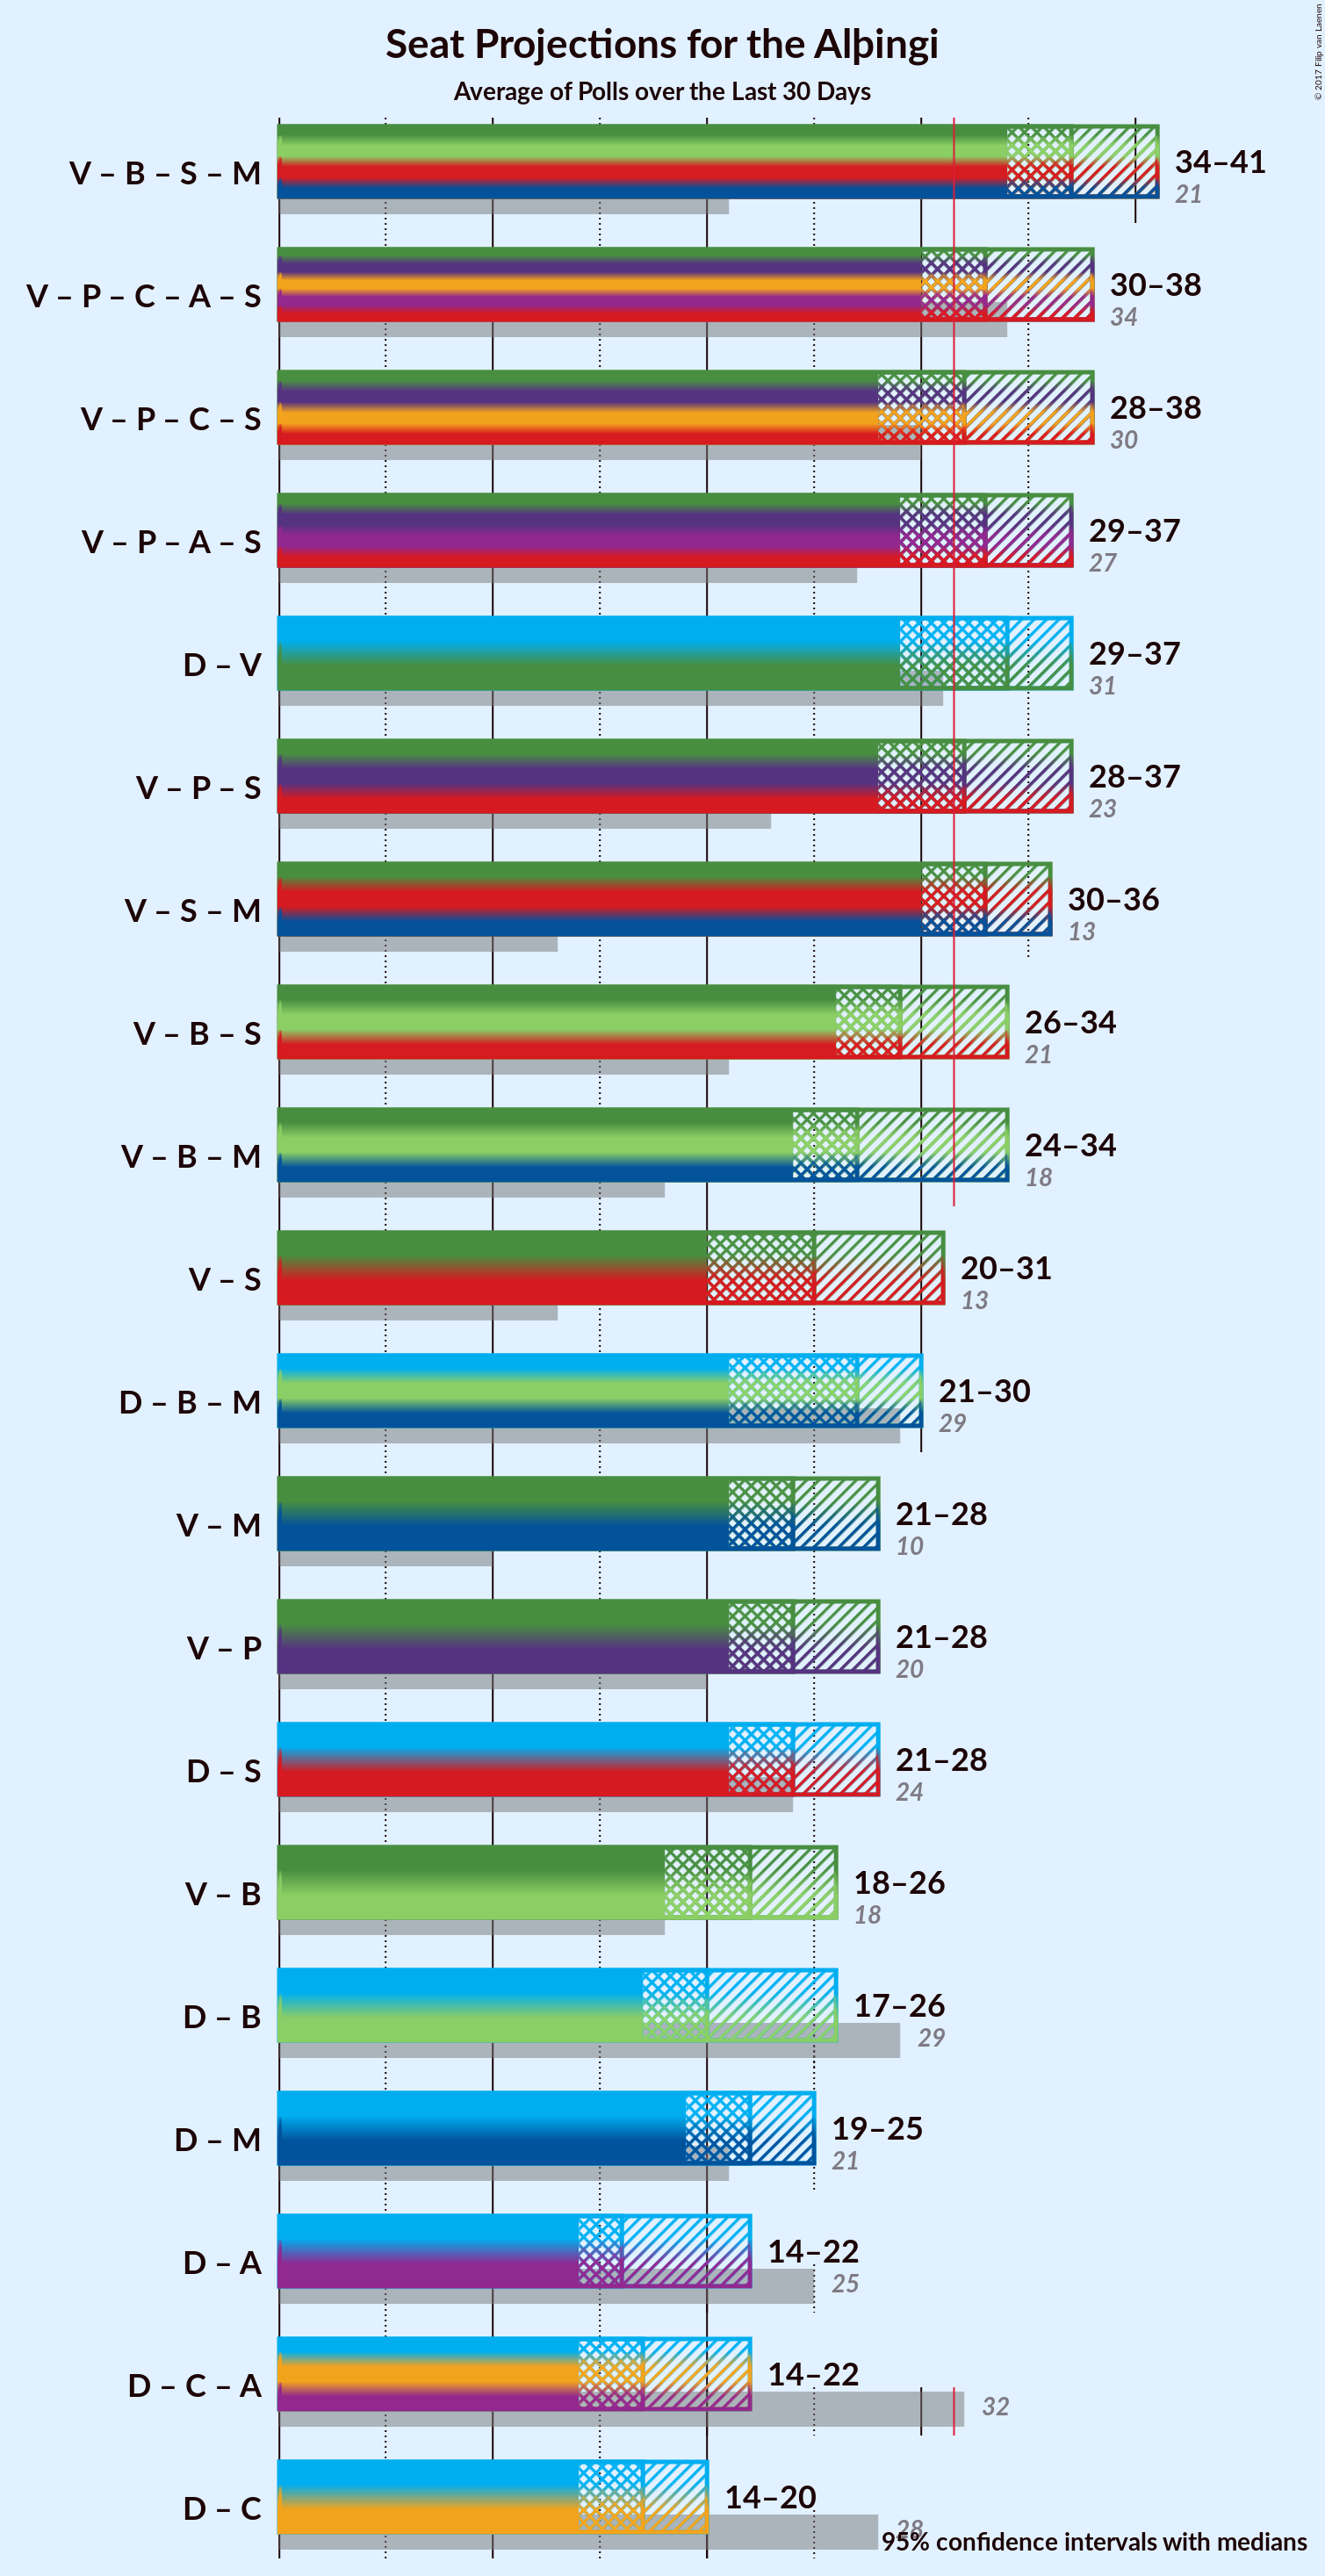 Seat Projections for the Alþingi
Average of Polls over the Last 30 Days
© 2017 Filip van Laenen
V – B – S – M
34–41
21
V – P – C – A – S
30–38
34
V – P – C – S
28–38
30
V – P – A – S
29–37
27
D – V
29–37
31
V – P – S
28–37
23
V – S – M
30–36
13
V – B – S
26–34
21
V – B – M
24–34
18
V – S
20–31
13
D – B – M
21–30
29
V – M
21–28
10
V – P
21–28
20
D – S
21–28
24
V – B
18–26
18
D – B
17–26
29
D – M
19–25
21
D – A
14–22
25
D – C – A
14–22
32
D – C
14–20
28
95% confidence intervals with medians